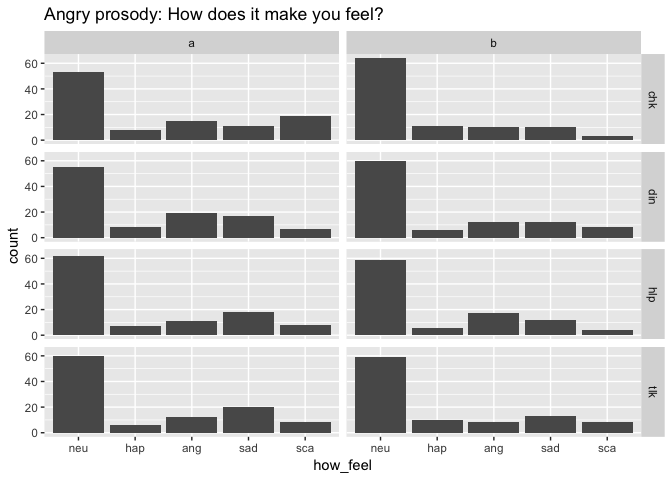 Angry prosody: How does it make you feel?
a
b
60
40
20
0
chk
60
40
20
0
din
60
40
20
0
hlp
60
40
20
0
tlk
count
neu hap ang sad sca
neu hap ang sad sca
how_feel